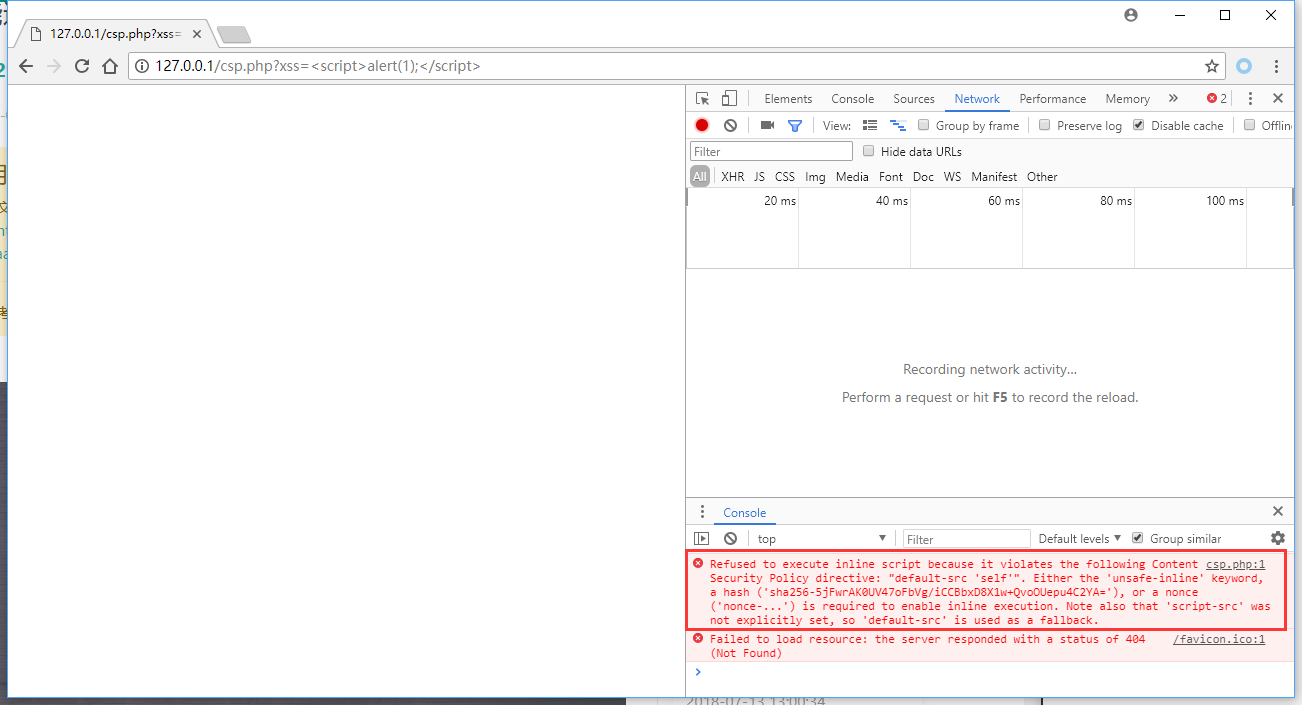 127.0.0.1/csp.php?xss=
127.0.0.1/csp.php?xss=<script>alert(1);</script>
Elements Console Sources Network Performance Memory » 2
View: Group by frame Preserve log Disable cache Offlin
Filter Hide data URLs
All XHR JS CSS Img Media Font Doc WS Manifest Other
20 ms 40 ms 60 ms 80 ms 100 ms
Recording network activity...
Perform a request or hit F5 to record the reload.
Console
top Filter Default levels Group similar
Refused to execute inline script because it violates the following Content csp.php:1
Security Policy directive: "default-src 'self'". Either the 'unsafe-inline' keyword,
a hash ('sha256-5jFwrAK0UV47oFbVg/iCCBbxD8X1w+QvoOUepu4C2YA='), or a nonce
('nonce-...') is required to enable inline execution. Note also that 'script-src' was
not explicitly set, so 'default-src' is used as a fallback.
Failed to load resource: the server responded with a status of 404 /favicon.ico:1
(Not Found)
2018-07-13 13:00:34